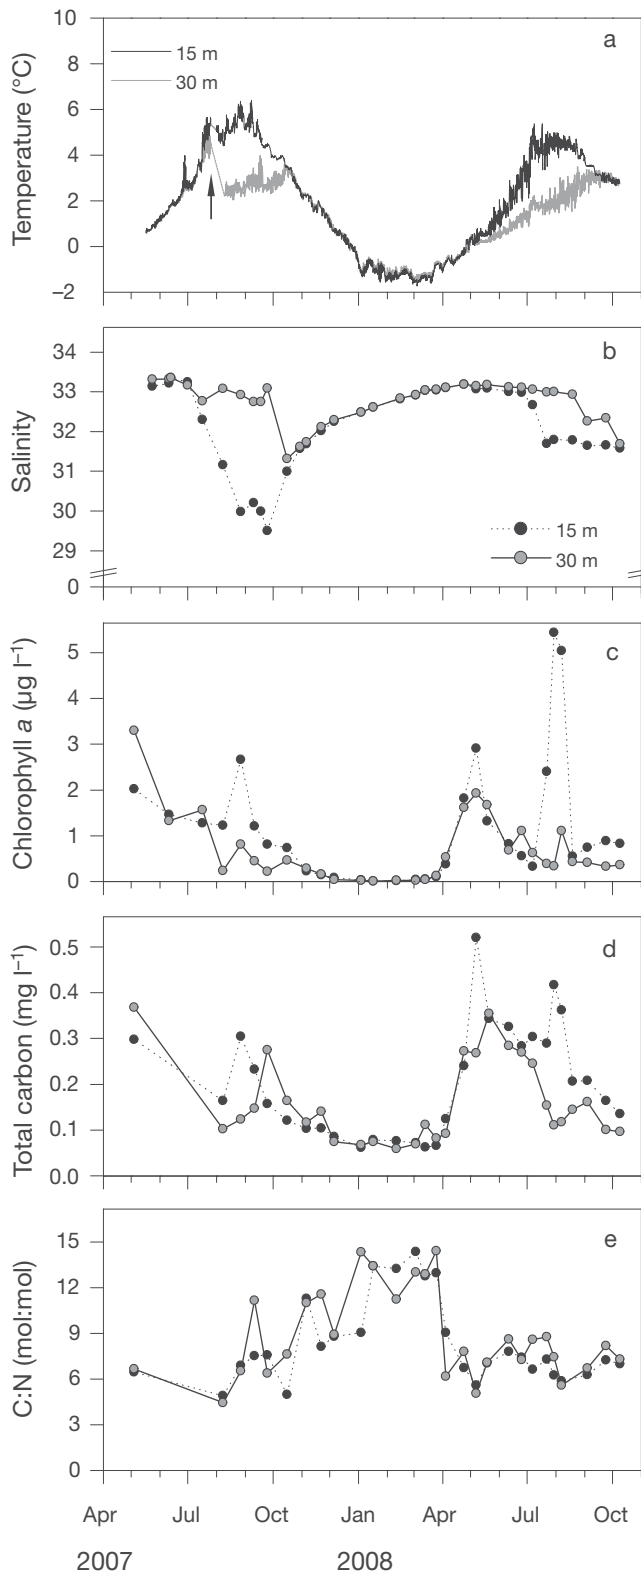 10
8
6
4
2
0
–2
Temperature (°C)
15 m
30 m
a
34
33
32
31
30
29
0
Salinity
b
15 m
30 m
5
4
3
2
1
0
Chlorophyll a (µg l–1)
c
0.5
0.4
0.3
0.2
0.1
0.0
Total carbon (mg l–1)
d
15
12
9
6
3
0
C:N (mol:mol)
e
Apr Jul Oct Jan Apr Jul Oct
2007 2008